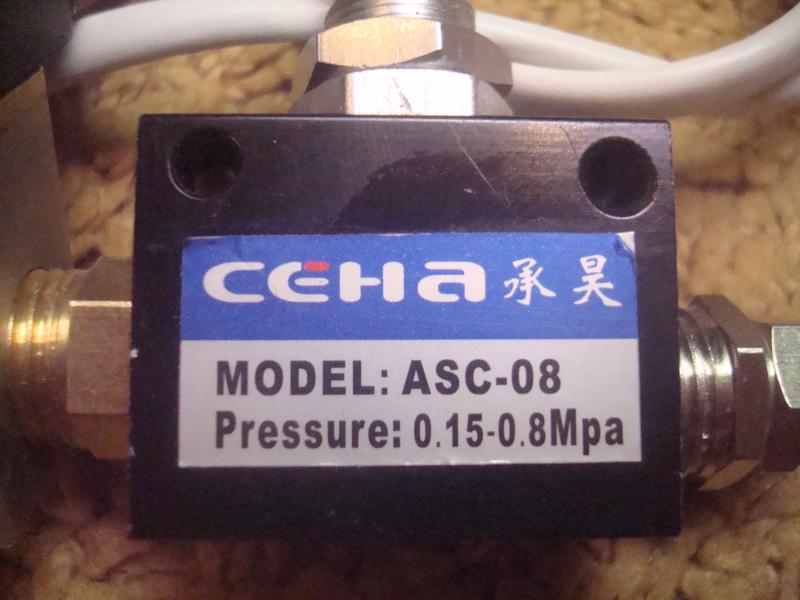 CEHa 承昊
MODEL: ASC-08
Pressure: 0.15-0.8Mpa